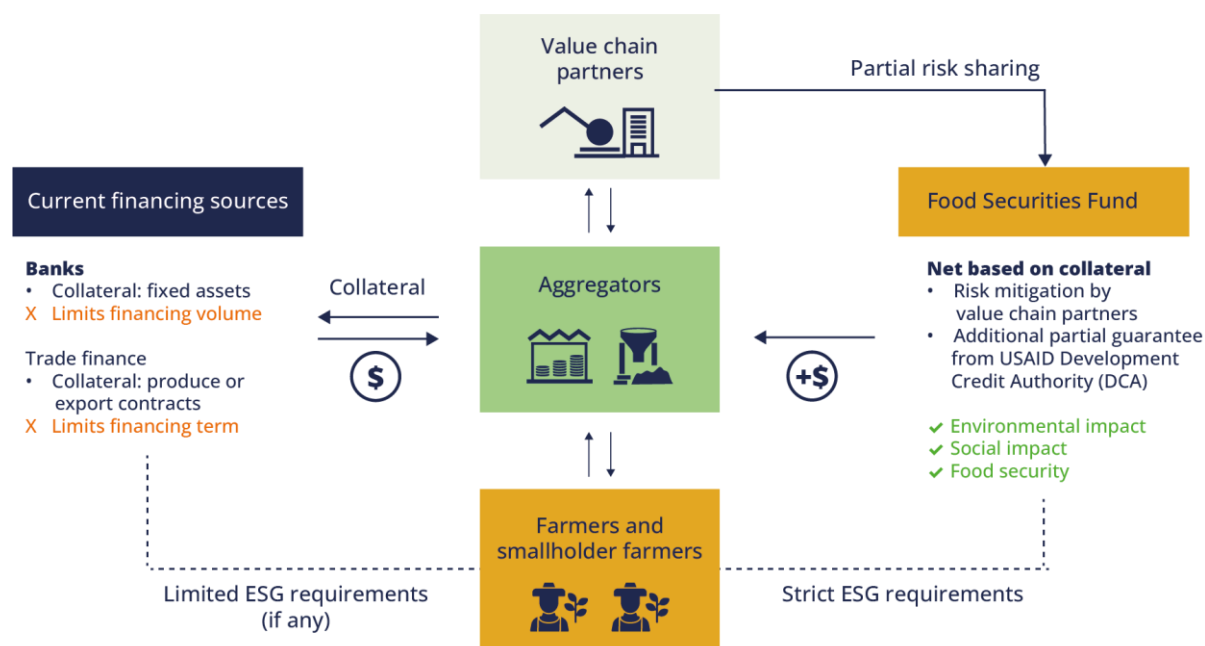 Value chain
partners
Partial risk sharing
Current financing sources
Food Securities Fund
Banks
• Collateral: fixed assets
X Limits financing volume
Trade finance
• Collateral: produce or
export contracts
X Limits financing term
Collateral
$
Aggregators
+$
Net based on collateral
• Risk mitigation by
value chain partners
• Additional partial guarantee
from USAID Development
Credit Authority (DCA)
✓ Environmental impact
✓ Social impact
✓ Food security
Farmers and
smallholder farmers
Limited ESG requirements
(if any)
Strict ESG requirements